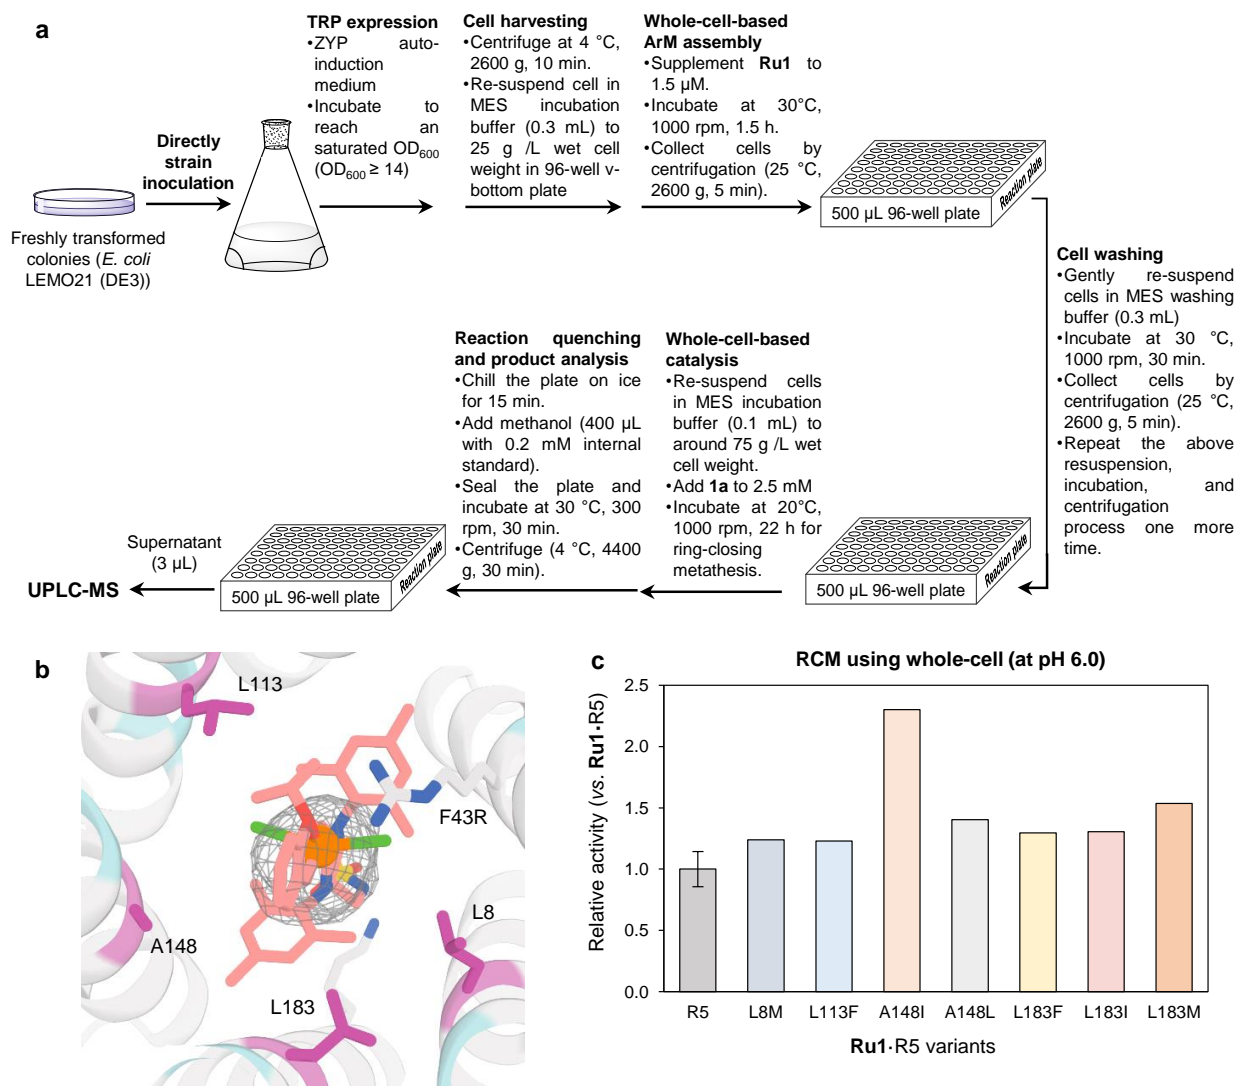 a
TRP expression
•ZYP auto-
induction
medium
•Incubate to
reach an
saturated OD600
(OD600 ≥ 14)
Cell harvesting
•Centrifuge at 4 °C,
2600 g, 10 min.
•Re-suspend cell in
MES incubation
buffer (0.3 mL) to
25 g /L wet cell
weight in 96-well v-
bottom plate
Whole-cell-based
ArM assembly
•Supplement Ru1 to
1.5 μM.
•Incubate at 30°C,
1000 rpm, 1.5 h.
•Collect cells by
centrifugation (25 °C,
2600 g, 5 min).
Directly
strain
inoculation
Freshly transformed
colonies (E. coli
LEMO21 (DE3))
500 μL 96-well plate
Reaction plate
Cell washing
•Gently re-suspend
cells in MES washing
buffer (0.3 mL)
•Incubate at 30 °C,
1000 rpm, 30 min.
•Collect cells by
centrifugation (25 °C,
2600 g, 5 min).
•Repeat the above
resuspension,
incubation, and
centrifugation
process one more
time.
500 μL 96-well plate
Reaction plate
Whole-cell-based
catalysis
•Re-suspend cells
in MES incubation
buffer (0.1 mL) to
around 75 g /L wet
cell weight.
•Add 1a to 2.5 mM
•Incubate at 20°C,
1000 rpm, 22 h for
ring-closing
metathesis.
Reaction quenching
and product analysis
•Chill the plate on ice
for 15 min.
•Add methanol (400 μL
with 0.2 mM internal
standard).
•Seal the plate and
incubate at 30 °C, 300
rpm, 30 min.
•Centrifuge (4 °C, 4400
g, 30 min).
500 μL 96-well plate
Reaction plate
Supernatant
(3 μL)
UPLC-MS
b
L113
F43R
A148
L8
L183
c
RCM using whole-cell (at pH 6.0)
Relative activity (vs. Ru1·R5)
2.5
2.0
1.5
1.0
0.5
0.0
R5 L8M L113F A148I A148L L183F L183I L183M
Ru1·R5 variants